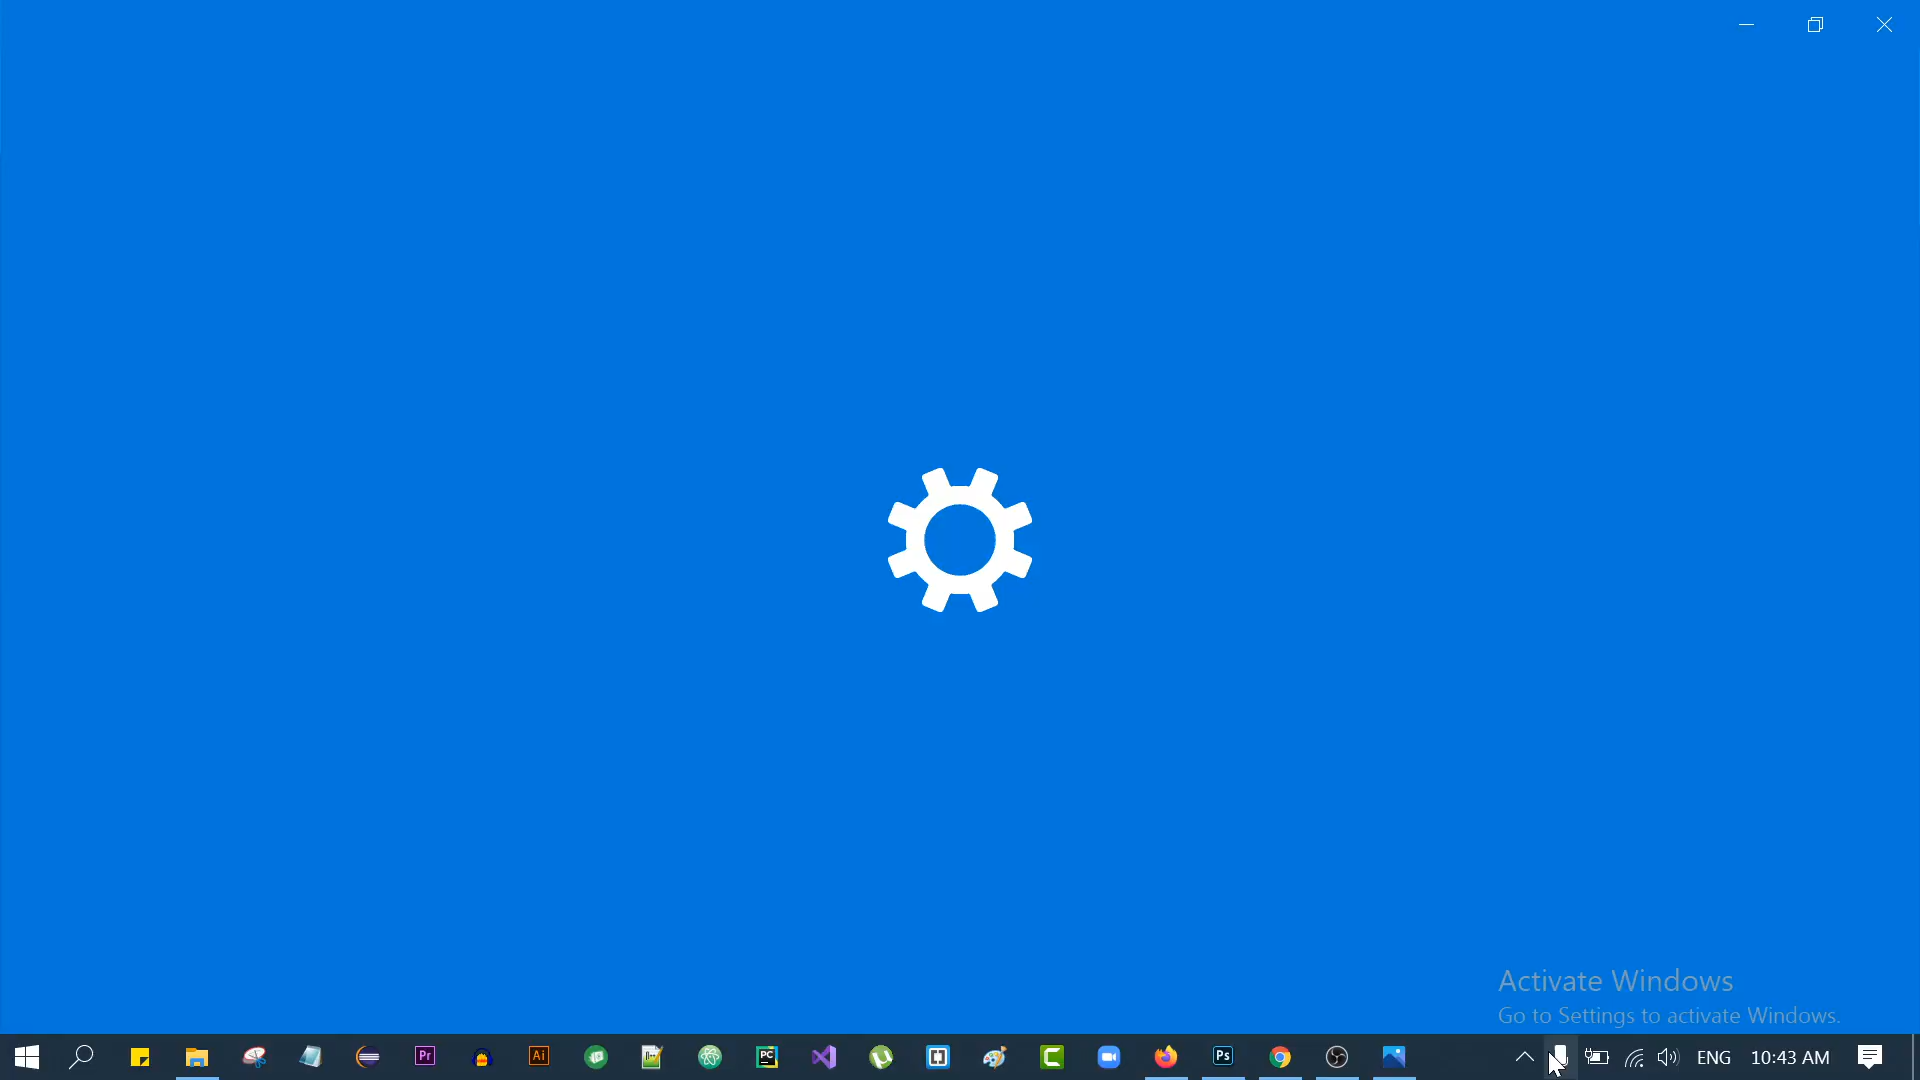 Activate Windows
Go to Settings to activate Windows.
Pr
Ai
PC
Ps
ENG
10:43 AM